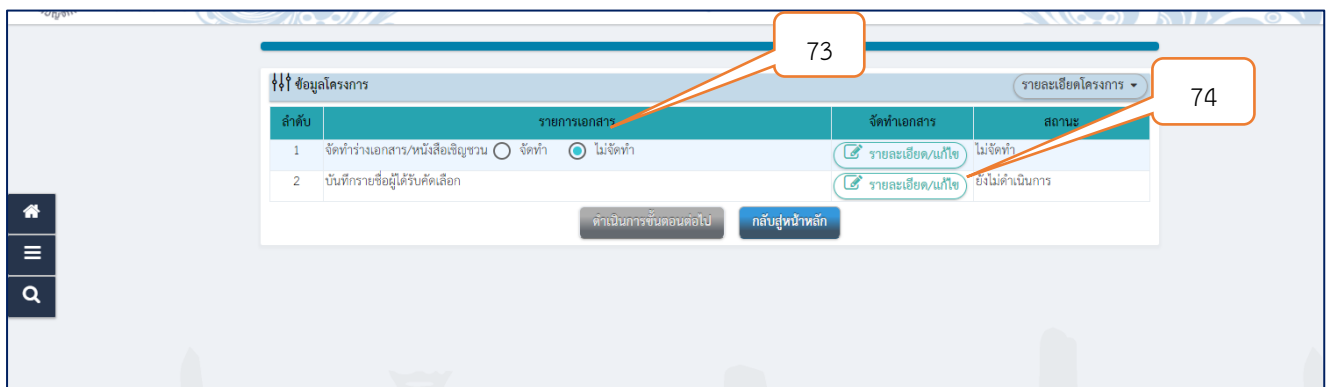 73
74
ข้อมูลโครงการ รายละเอียดโครงการ
ลำดับ รายการเอกสาร จัดทำเอกสาร สถานะ
1 จัดทำร่างเอกสาร/หนังสือเชิญชวน จัดทำ ไม่จัดทำ รายละเอียด/แก้ไข ไม่จัดทำ
2 บันทึกรายชื่อผู้ได้รับคัดเลือก รายละเอียด/แก้ไข ยังไม่ดำเนินการ
ดำเนินการขั้นตอนต่อไป กลับสู่หน้าหลัก